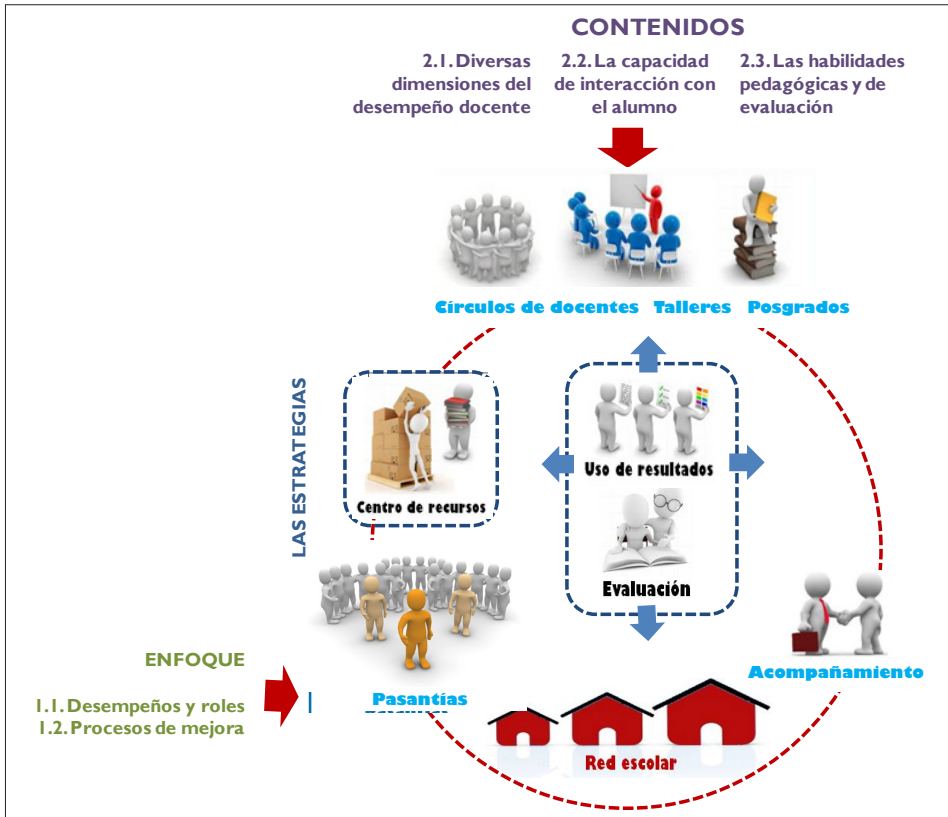 CONTENIDOS
2.1. Diversas
dimensiones del
desempeño docente
2.2. La capacidad
de interacción con
el alumno
2.3. Las habilidades
pedagógicas y de
evaluación
Círculos de docentes Talleres Posgrados
LAS ESTRATEGIAS
Uso de resultados
Centro de recursos
Evaluación
ENFOQUE
1.1. Desempeños y roles
1.2. Procesos de mejora
Pasantías
Acompañamiento
Red escolar